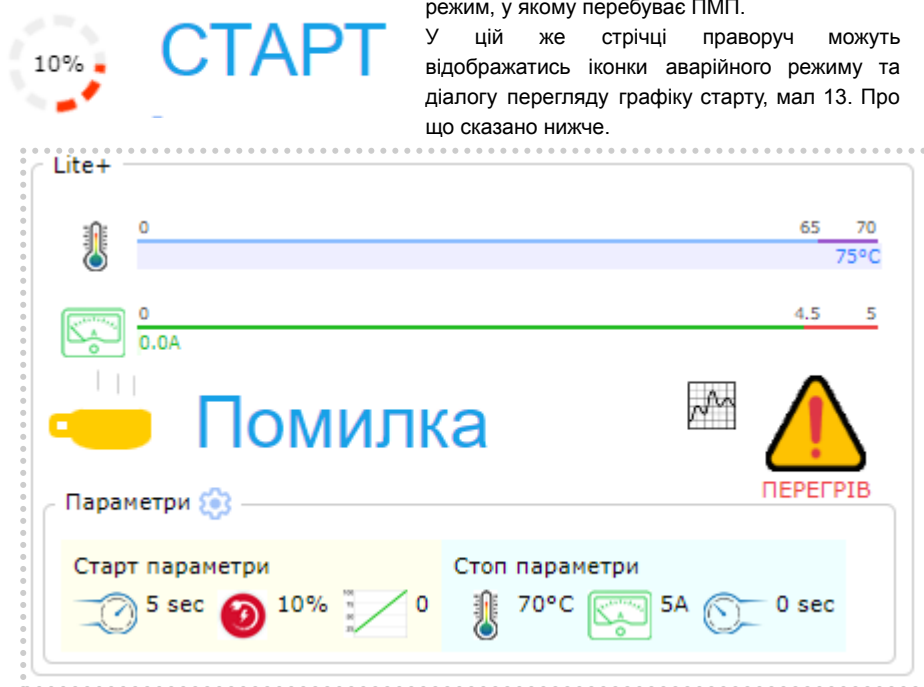 режим, у якому перебуває ПМП.
У цій же стрічці праворуч можуть
відображатись іконки аварійного режиму та
діалогу перегляду графіку старту, мал 13. Про
що сказано нижче.
10%
СТАРТ
Lite+
0 65 70
75°C
0 4.5 5
0.0A
Помилка
ПЕРЕГРІВ
Параметри
Старт параметри
5 sec 10% 0
Стоп параметри
70°C 5A 0 sec